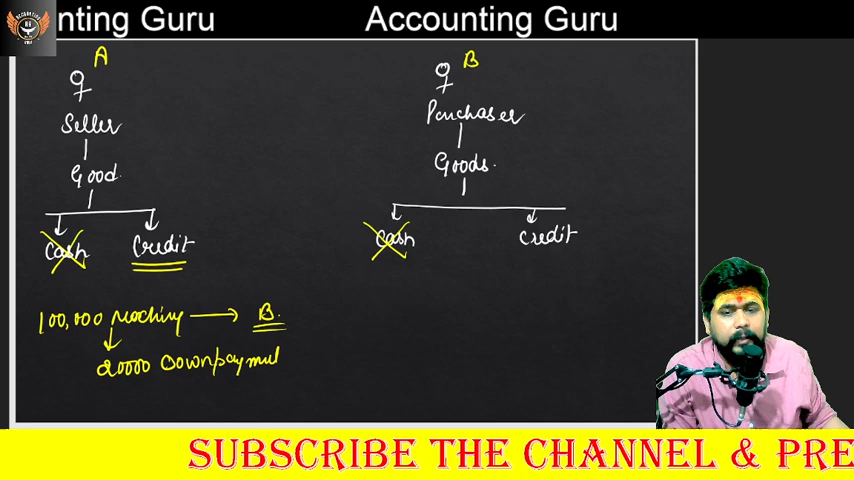 nting Guru
Accounting Guru
A
B
Seller
Purchaser
Good
Goods.
Cash
Credit
Cash
Credit
100,000 Maching → B.
20000 Downpayment
SUBSCRIBE THE CHANNEL & PRE